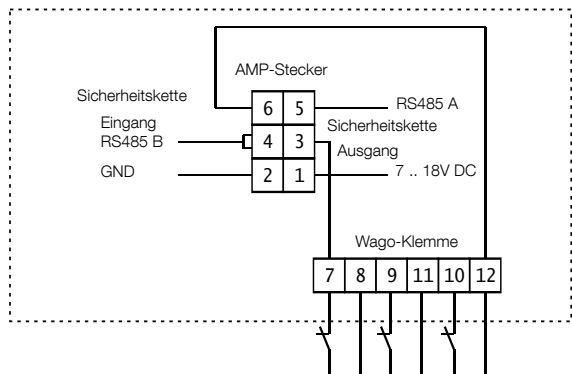 AMP-Stecker
Sicherheitskette
Eingang
6 5
RS485 A
RS485 B
4 3
Sicherheitskette
Ausgang
GND
2 1
7 .. 18V DC
Wago-Klemme
7 8 9 11 10 12